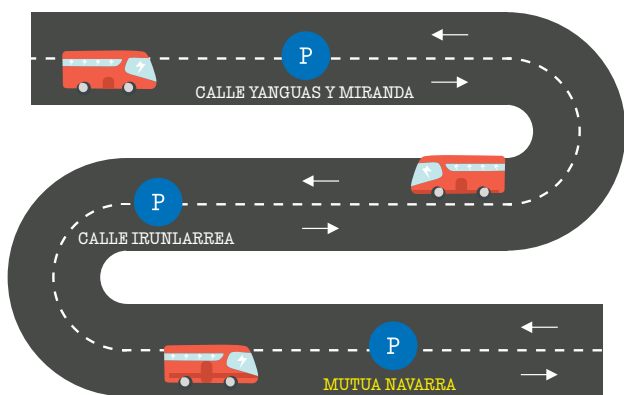 P
CALLE YANGUAS Y MIRANDA
P
CALLE IRUNLARREA
P
MUTUA NAVARRA